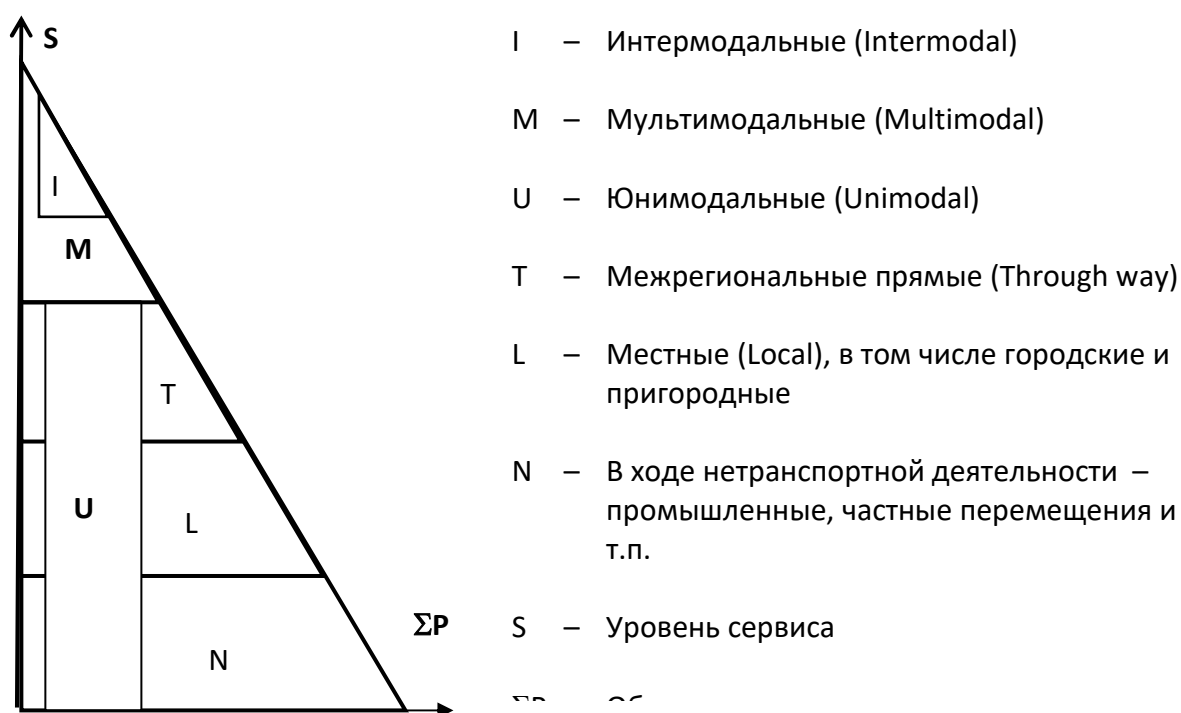 S
I
M
T
U
L
ΣP
N
I – Интермодальные (Intermodal)
M – Мультимодальные (Multimodal)
U – Юнимодальные (Unimodal)
T – Межрегиональные прямые (Through way)
L – Местные (Local), в том числе городские и
пригородные
N – В ходе нетранспортной деятельности –
промышленные, частные перемещения и
т.п.
S – Уровень сервиса